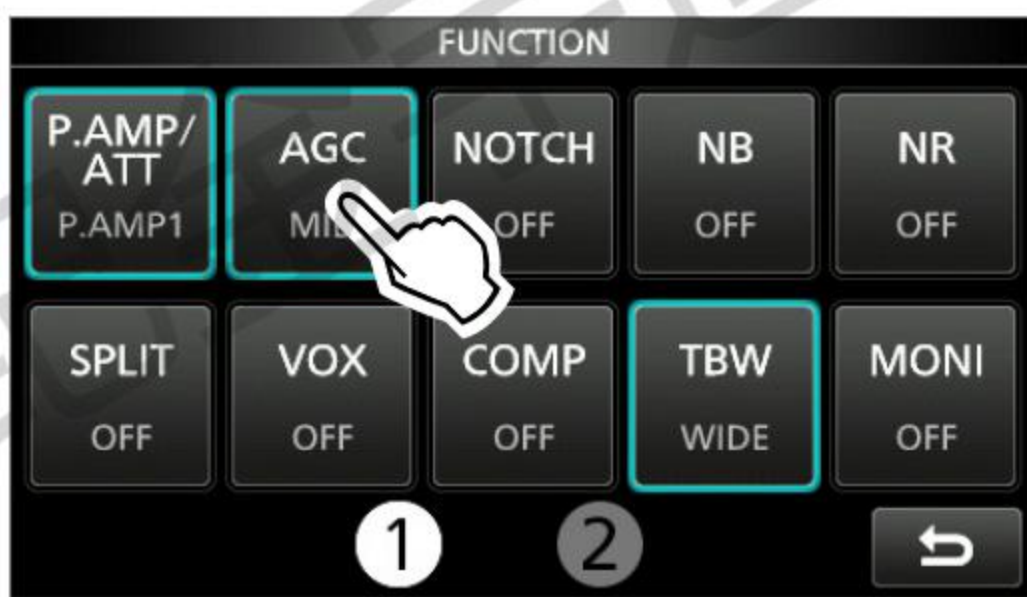 FUNCTION
P.AMP/
ATT
P.AMP1
AGC
NOTCH
OFF
NB
OFF
NR
OFF
SPLIT
OFF
VOX
OFF
COMP
OFF
TBW
WIDE
MONI
OFF
1
2